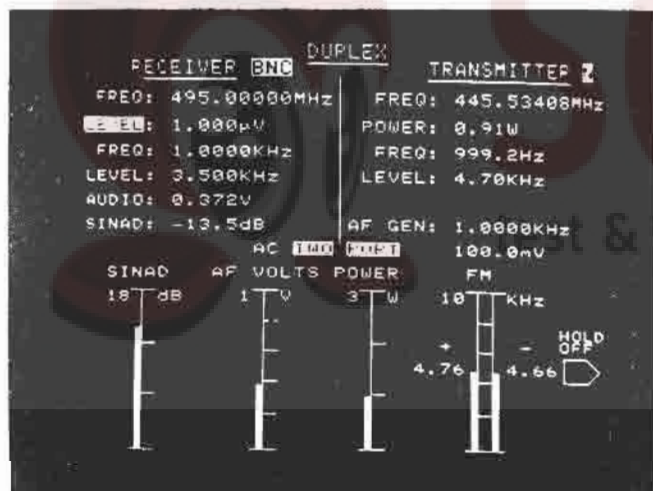 DUPLEX
RECEIVER BNC
TRANSMITTER 2
FREQ: 495.00000MHz
FREQ: 445.53408MHz
LEVEL: 1.000µV
POWER: 0.91W
FREQ: 1.0000KHz
FREQ: 999.2Hz
LEVEL: 3.500KHz
LEVEL: 4.70KHz
AUDIO: 0.372V
SINAD: -13.5dB
AF GEN: 1.0000KHz
AC TWO PORT
100.0mV
SINAD AF VOLTS POWER FM
18 dB 1 V 3 W 10 KHz
+ -
HOLD
OFF
4.76 4.66
test &